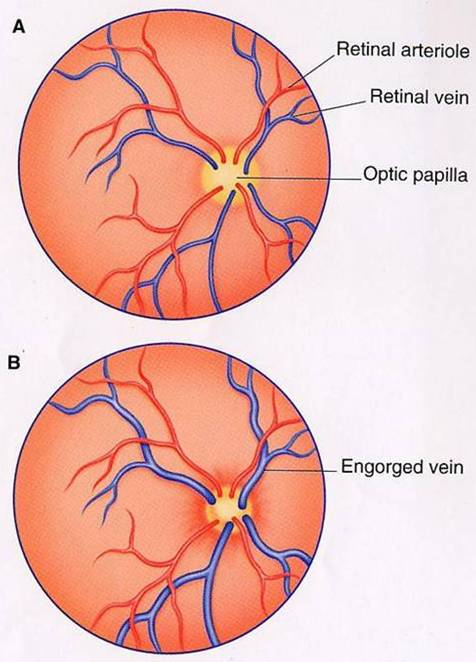 A
Retinal arteriole
Retinal vein
Optic papilla
B
Engorged vein